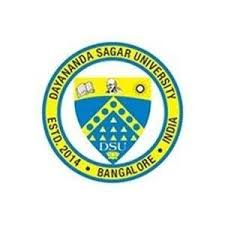 DAYANANDA SAGAR UNIVERSITY
ESTD. 2014 • BANGALORE • INDIA
DSU